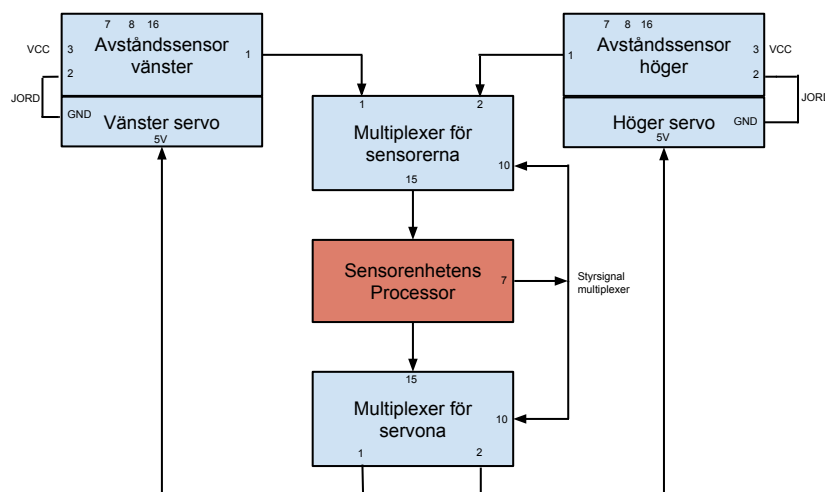 7 8 16
Avståndssensor
vänster
VCC
3
2
1
JORD
GND
Vänster servo
5V
7 8 16
Avståndssensor
höger
1
3
VCC
2
JORD
GND
Höger servo
5V
1 2
Multiplexer för
sensorerna
10
15
Sensorenhetens
Processor
7
Styrsignal
multiplexer
15
Multiplexer för
servona
10
1 2